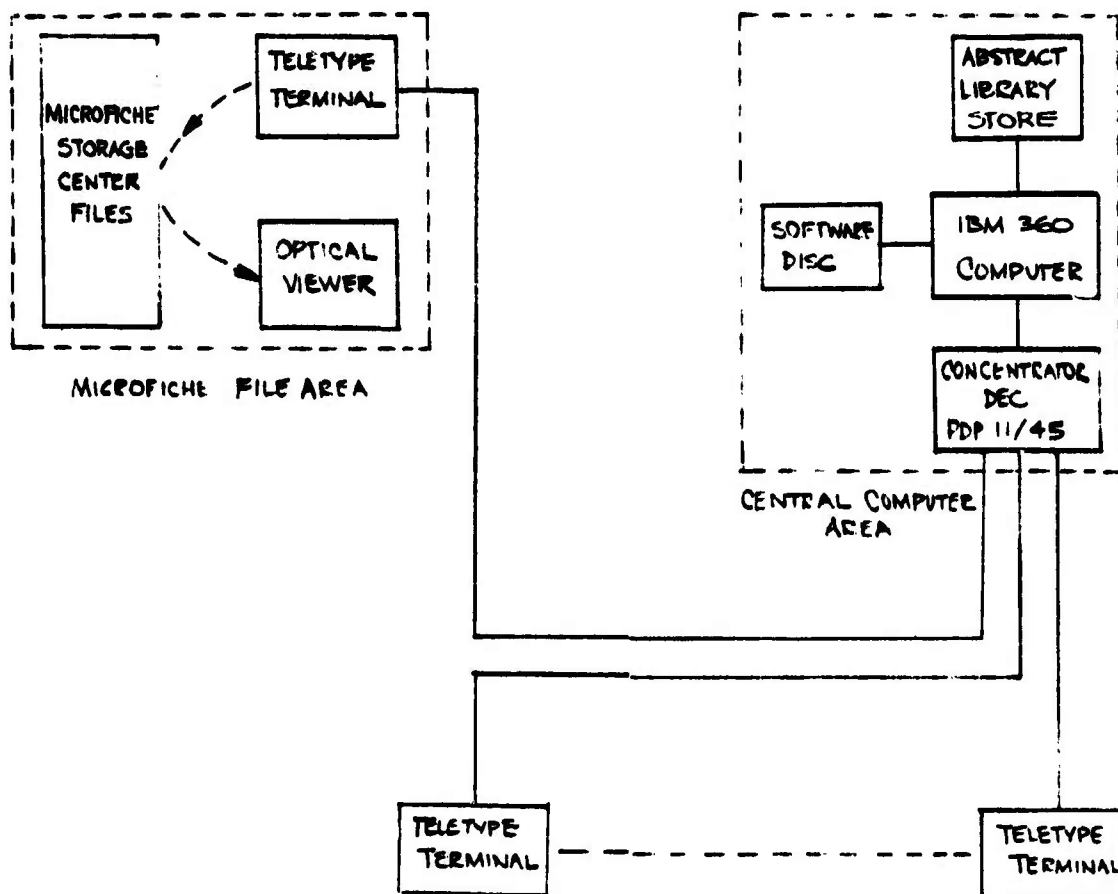 MICROFICHE
STORAGE
CENTER
FILES
TELETYPE
TERMINAL
OPTICAL
VIEWER
MICROFICHE FILE AREA
ABSTRACT
LIBRARY
STORE
SOFTWARE
DISC
IBM 360
COMPUTER
CONCENTRATOR
DEC
PDP 11/45
CENTRAL COMPUTER
AREA
TELETYPE
TERMINAL
TELETYPE
TERMINAL